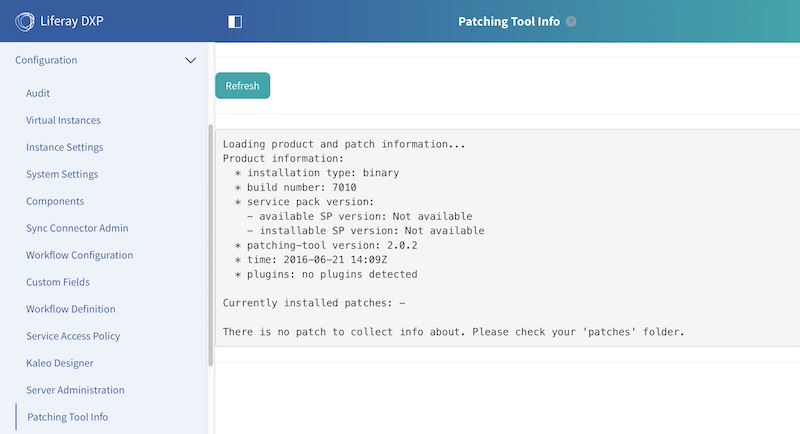 Liferay DXP
Patching Tool Info ?
Configuration
Audit
Virtual Instances
Instance Settings
System Settings
Components
Sync Connector Admin
Workflow Configuration
Custom Fields
Workflow Definition
Service Access Policy
Kaleo Designer
Server Administration
Patching Tool Info
Refresh
Loading product and patch information...
Product information:
* installation type: binary
* build number: 7010
* service pack version:
- available SP version: Not available
- installable SP version: Not available
* patching-tool version: 2.0.2
* time: 2016-06-21 14:09Z
* plugins: no plugins detected
Currently installed patches: -
There is no patch to collect info about. Please check your 'patches' folder.